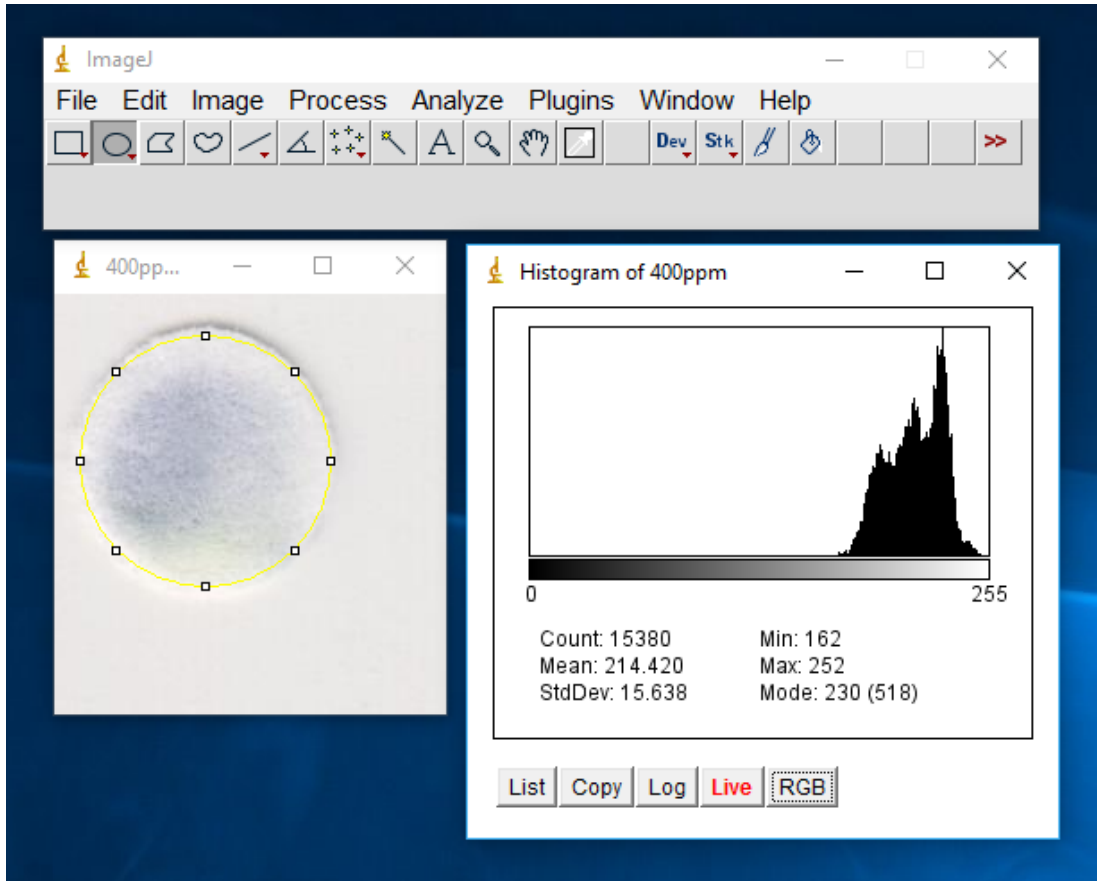 ImageJ
File Edit Image Process Analyze Plugins Window Help
A Dev Stk >>
400pp...
Histogram of 400ppm
0 255
Count: 15380 Min: 162
Mean: 214.420 Max: 252
StdDev: 15.638 Mode: 230 (518)
List Copy Log Live RGB